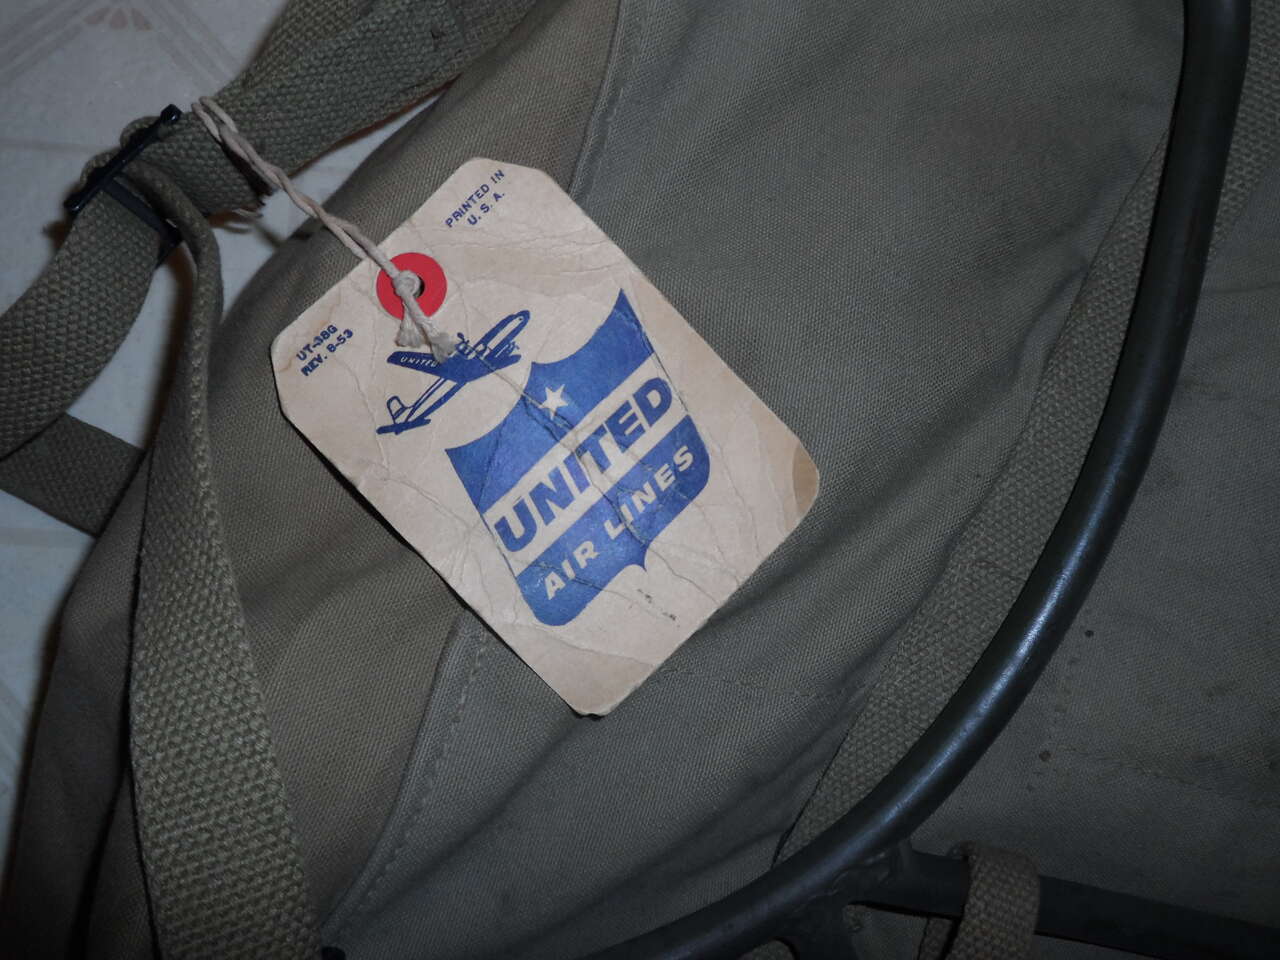 PRINTED IN
U. S. A.
UT-38G
REV. 8-53
UNITED
UNITED
AIR LINES